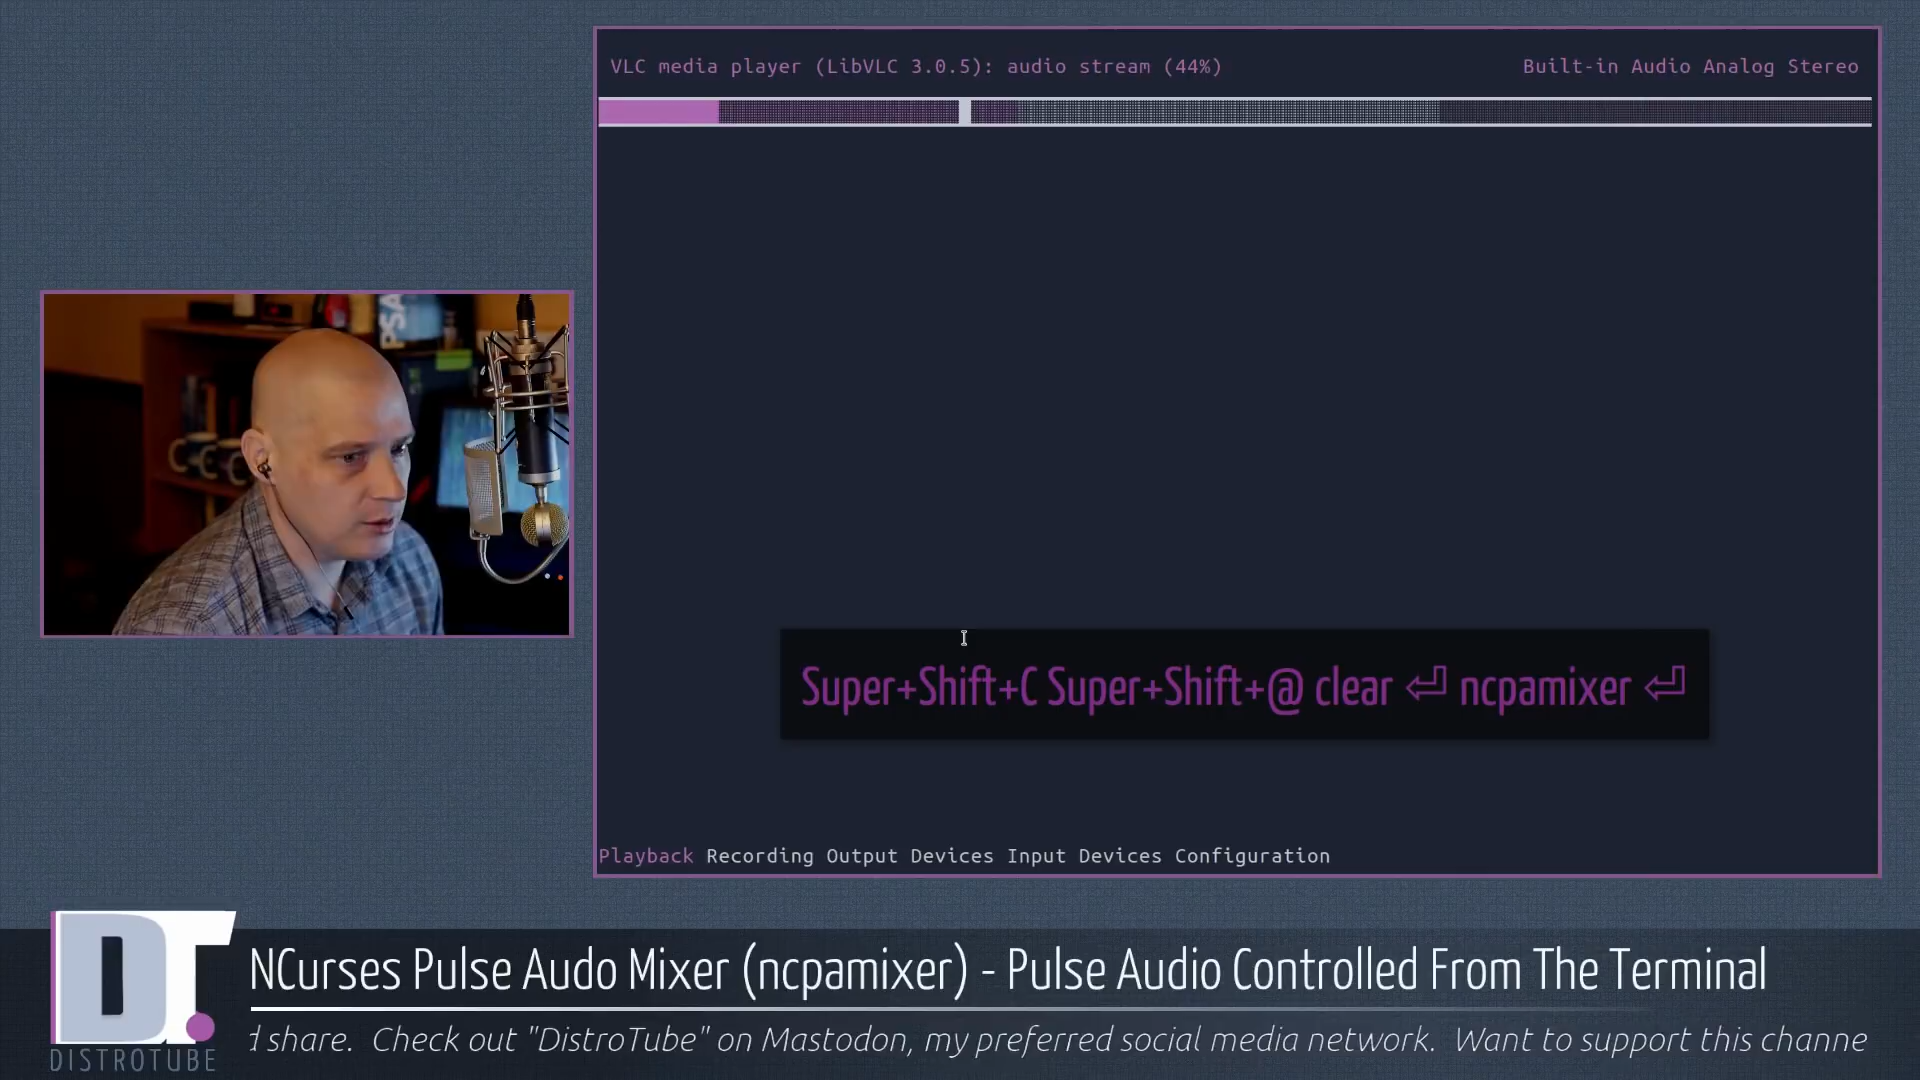 VLC media player (LibVLC 3.0.5): audio stream (44%) Built-in Audio Analog Stereo
PSA
Super+Shift+C Super+Shift+@ clear ⏎ ncpamixer ⏎
Playback Recording Output Devices Input Devices Configuration
DT
DISTROTUBE
NCurses Pulse Audo Mixer (ncpamixer) - Pulse Audio Controlled From The Terminal
d share. Check out "DistroTube" on Mastodon, my preferred social media network. Want to support this channe